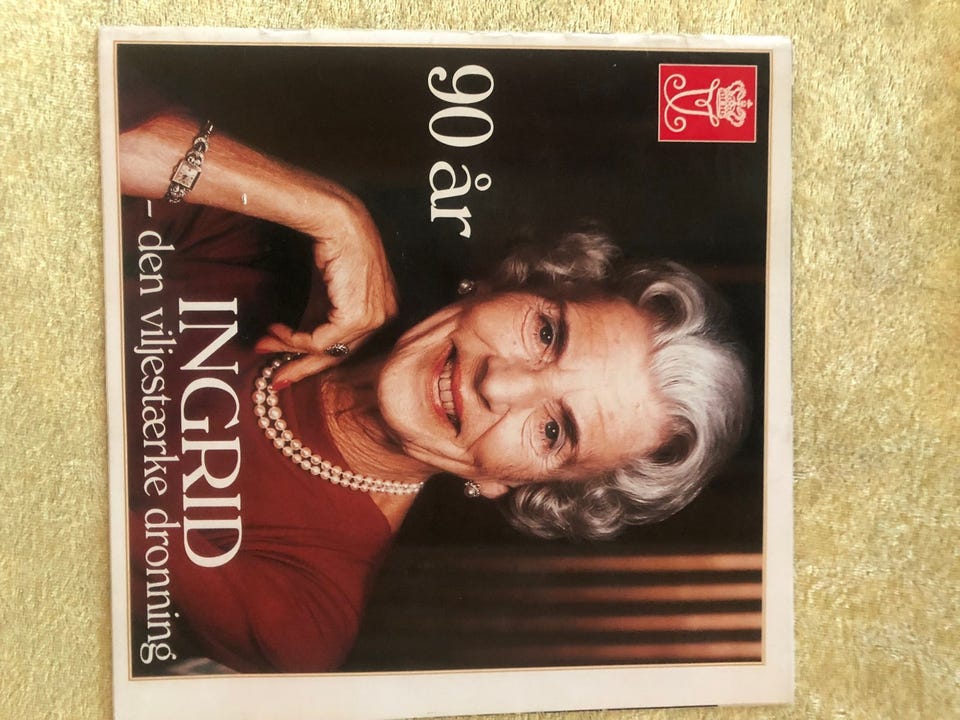 90 år
INGRID
- den viljestærke dronning